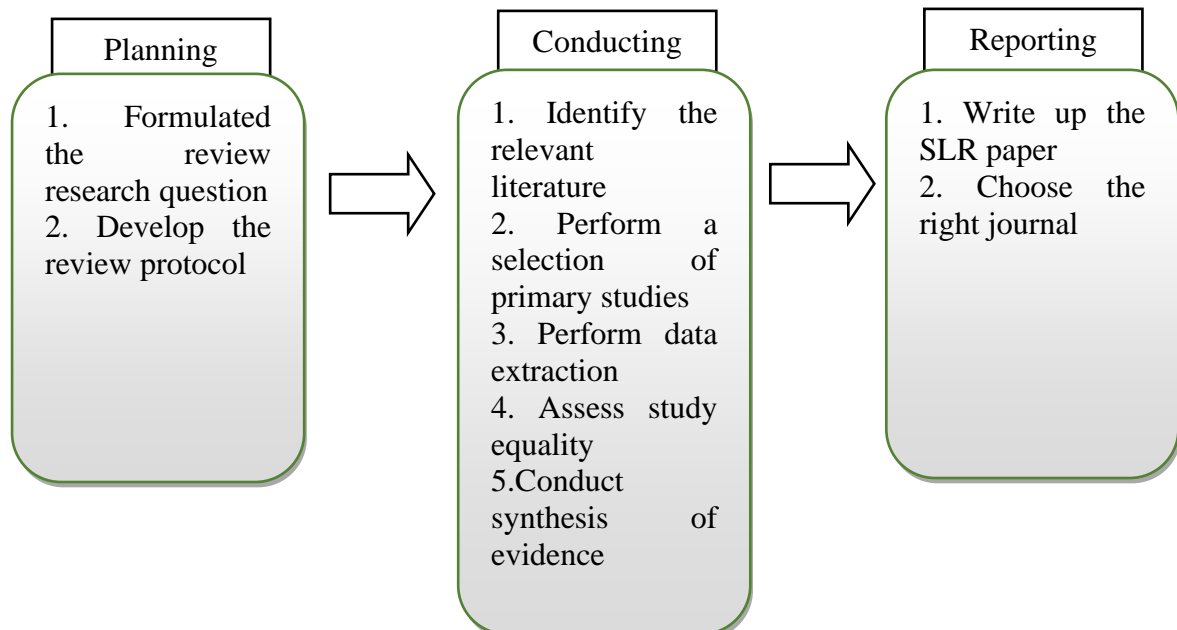 Planning
1. Formulated
the review
research question
2. Develop the
review protocol
Conducting
1. Identify the
relevant
literature
2. Perform a
selection of
primary studies
3. Perform data
extraction
4. Assess study
equality
5.Conduct
synthesis of
evidence
Reporting
1. Write up the
SLR paper
2. Choose the
right journal